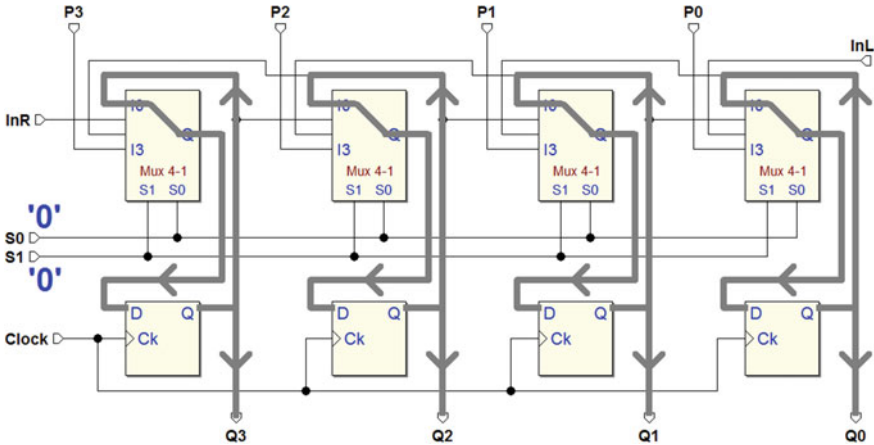 P3 P2 P1 P0
InL
I0 I0 I0 I0
InR Q Q Q Q
I3 I3 I3 I3
Mux 4-1 Mux 4-1 Mux 4-1 Mux 4-1
S1 S0 S1 S0 S1 S0 S1 S0
'0'
S0
S1
'0'
D Q D Q D Q D Q
Clock Ck Ck Ck Ck
Q3 Q2 Q1 Q0